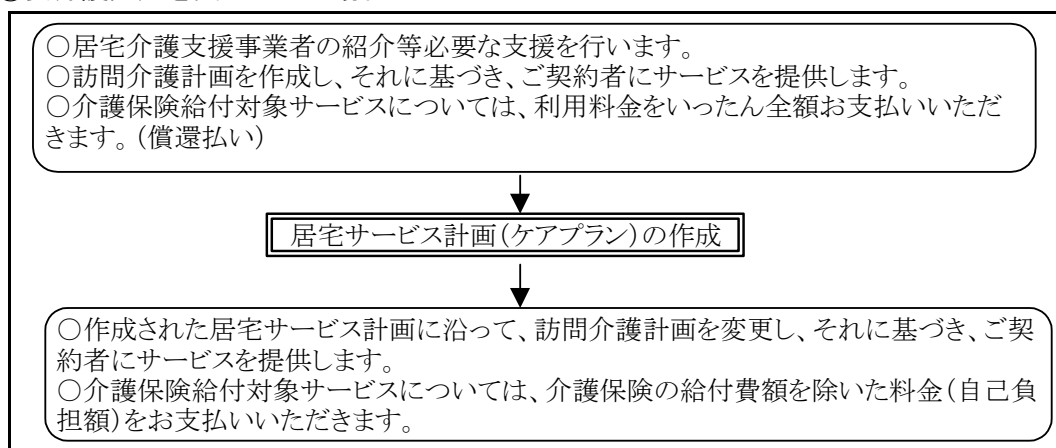 ○居宅介護支援事業者の紹介等必要な支援を行います。
○訪問介護計画を作成し、それに基づき、ご契約者にサービスを提供します。
○介護保険給付対象サービスについては、利用料金をいったん全額お支払いいただ
きます。(償還払い)
居宅サービス計画(ケアプラン)の作成
○作成された居宅サービス計画に沿って、訪問介護計画を変更し、それに基づき、ご契
約者にサービスを提供します。
○介護保険給付対象サービスについては、介護保険の給付費額を除いた料金(自己負
担額)をお支払いいただきます。